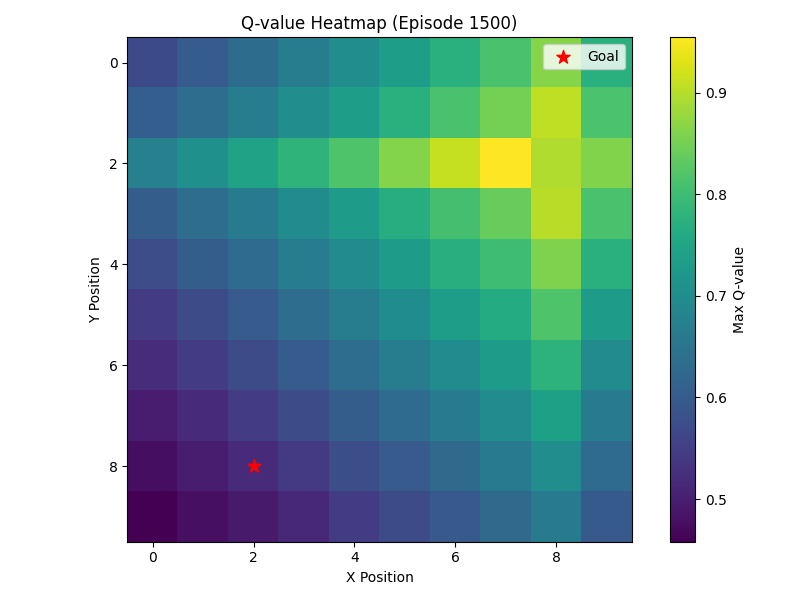 Q-value Heatmap (Episode 1500)
Goal
0
2
4
6
8
Y Position
0 2 4 6 8
X Position
0.9
0.8
0.7
0.6
0.5
Max Q-value